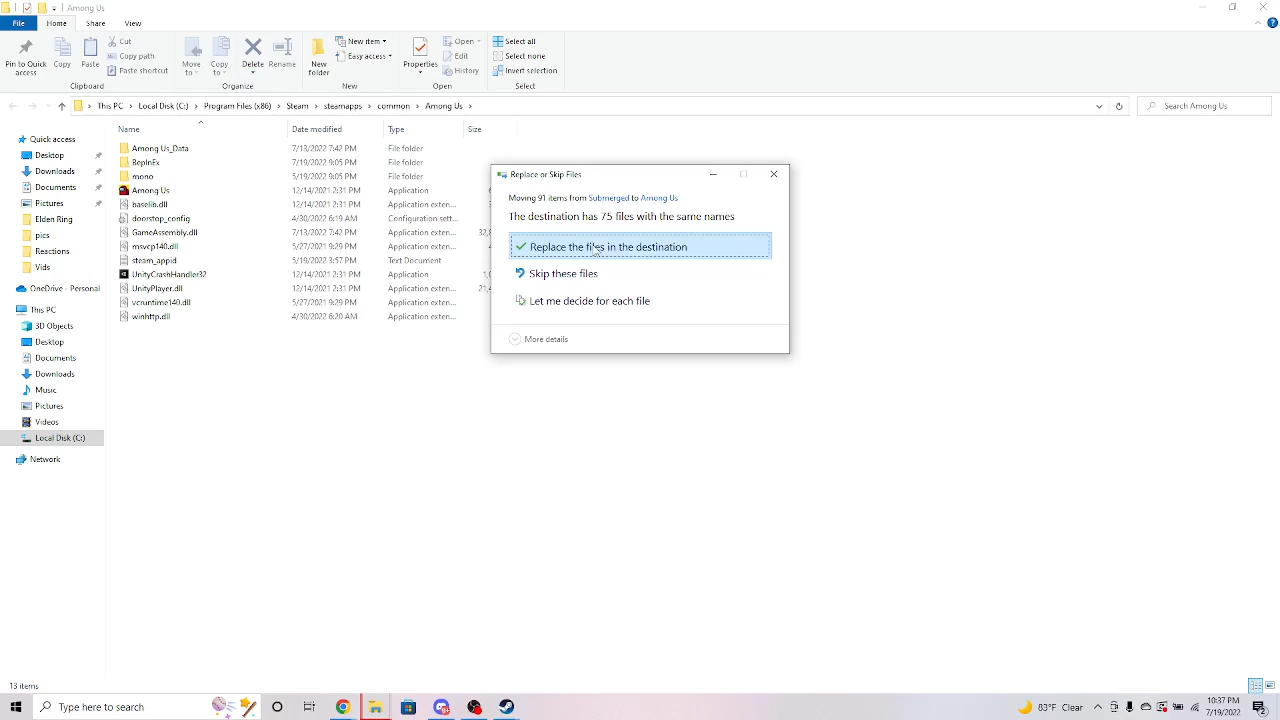 Among Us
File
Home
Share
View
Pin to Quick access
Copy
Paste
Cut
Copy path
Paste shortcut
Clipboard
Move to
Copy to
Delete
Rename
Organize
New folder
New item
Easy access
New
Properties
Open
Edit
History
Open
Select all
Select none
Invert selection
Select
This PC > Local Disk (C:) > Program Files (x86) > Steam > steamapps > common > Among Us >
Search Among Us
Name
Date modified
Type
Size
Among Us_Data 7/13/2022 7:42 PM File folder
BepInEx 7/19/2022 9:05 PM File folder
mono 5/19/2022 9:05 PM File folder
Among Us 12/14/2021 2:31 PM Application
baselib.dll 12/14/2021 2:31 PM Application exten...
doorstop_config 4/30/2022 6:19 AM Configuration sett...
GameAssembly.dll 7/13/2022 7:42 PM Application exten... 32,8
msvcp140.dll 5/27/2021 9:29 PM Application exten...
steam_appid 5/19/2022 3:57 PM Text Document
UnityCrashHandler32 12/14/2021 2:31 PM Application 1,0
UnityPlayer.dll 12/14/2021 2:31 PM Application exten... 21,4
vcruntime140.dll 5/27/2021 9:29 PM Application exten...
winhttp.dll 4/30/2022 6:20 AM Application exten...
Quick access
Desktop
Downloads
Documents
Pictures
Elden Ring
pics
Reactions
Vids
OneDrive - Personal
This PC
3D Objects
Desktop
Documents
Downloads
Music
Pictures
Videos
Local Disk (C:)
Network
Replace or Skip Files
Moving 91 items from Submerged to Among Us
The destination has 75 files with the same names
Replace the files in the destination
Skip these files
Let me decide for each file
More details
13 items
Type here to search
83°F Clear
10:37 PM
7/19/2022